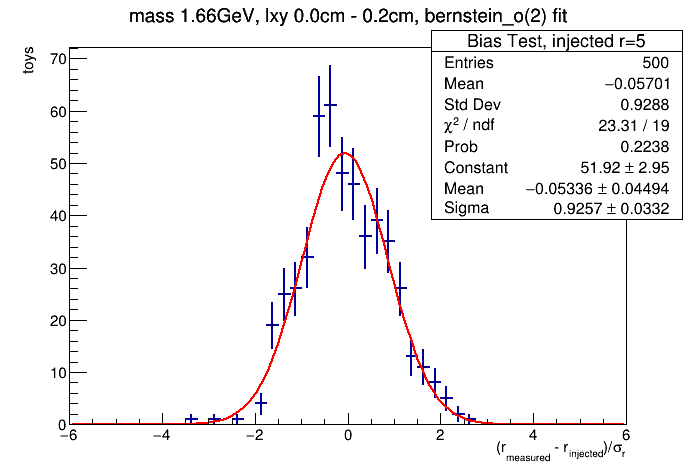 mass 1.66GeV, lxy 0.0cm - 0.2cm, bernstein_o(2) fit
Bias Test, injected r=5
Entries 500
Mean −0.05701
Std Dev 0.9288
χ² / ndf 23.31 / 19
Prob 0.2238
Constant 51.92 ± 2.95
Mean −0.05336 ± 0.04494
Sigma 0.9257 ± 0.0332
toys
70
60
50
40
30
20
10
0
−6 −4 −2 0 2 4 6
(r_measured - r_injected)/σ_r